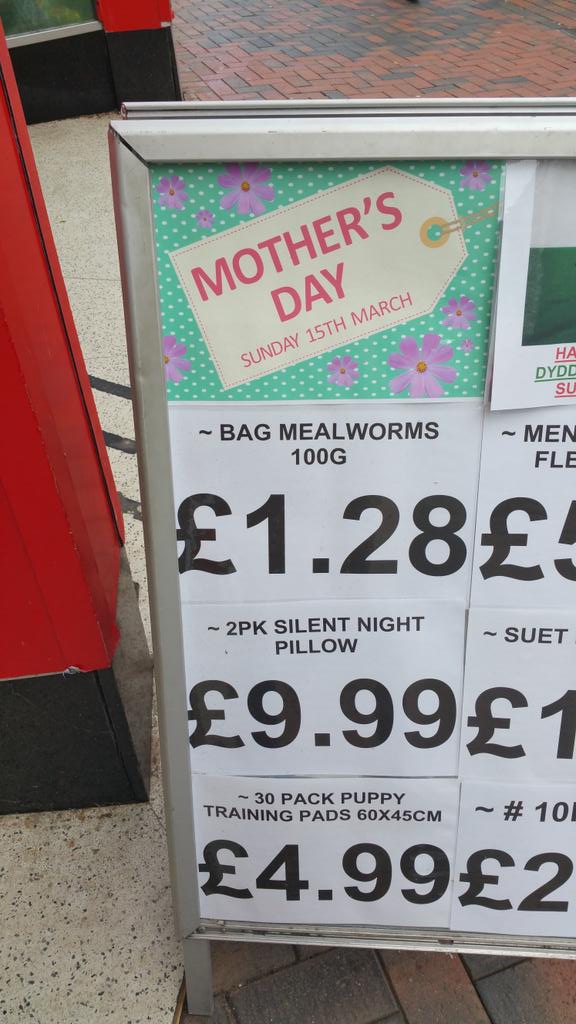 MOTHER'S
DAY
SUNDAY 15TH MARCH
~ BAG MEALWORMS
100G
£1.28
~ 2PK SILENT NIGHT
PILLOW
£9.99
~ 30 PACK PUPPY
TRAINING PADS 60X45CM
£4.99
~ SUET